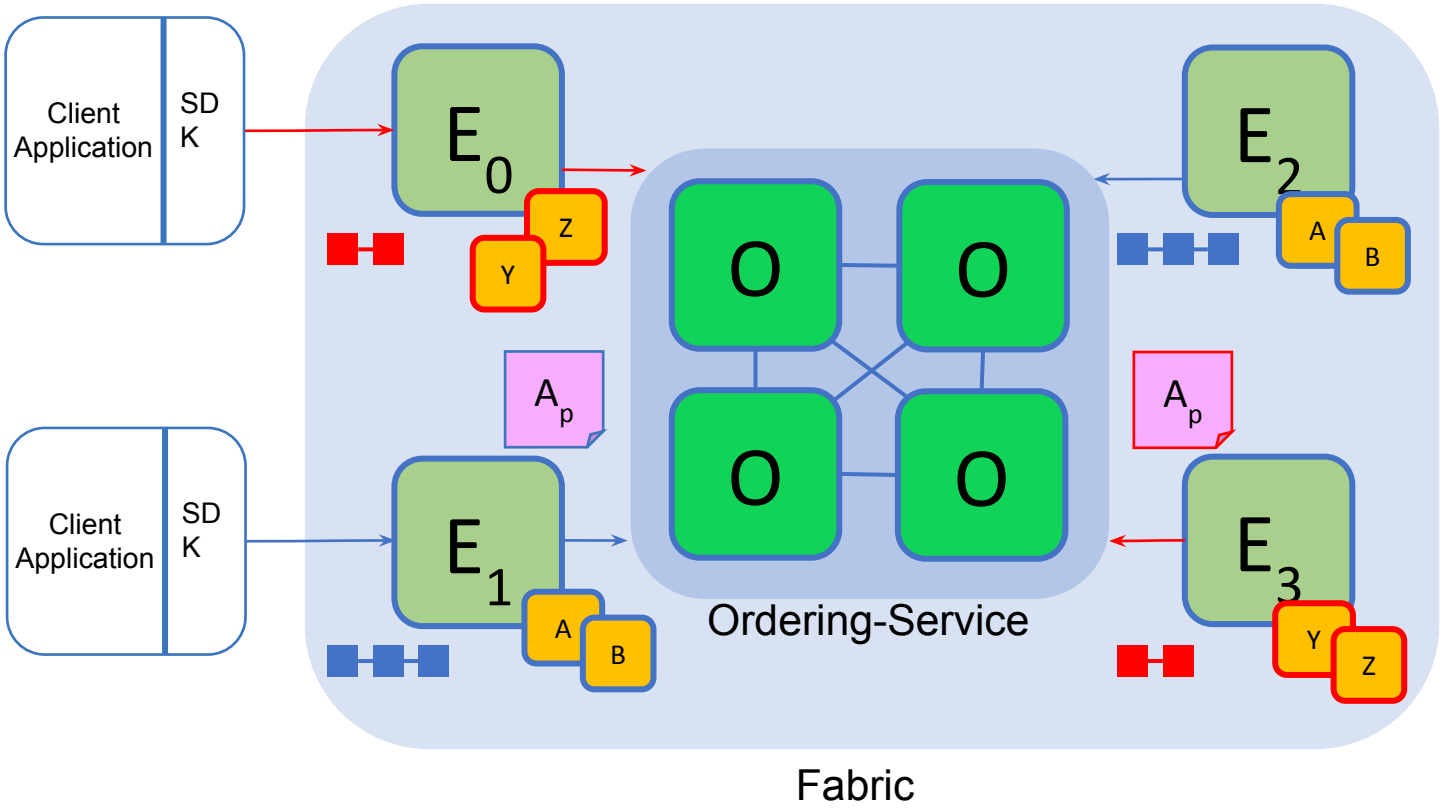 Client
Application
SD
K
E0
Z
Y
E2
A
B
O
O
Ap
O
O
Ap
Client
Application
SD
K
E1
A
B
E3
Y
Z
Ordering-Service
Fabric